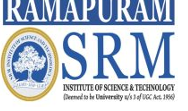 RAMAPURAM
SRM
INSTITUTE OF SCIENCE & TECHNOLOGY
(Deemed to be University u/s 3 of UGC Act, 1956)